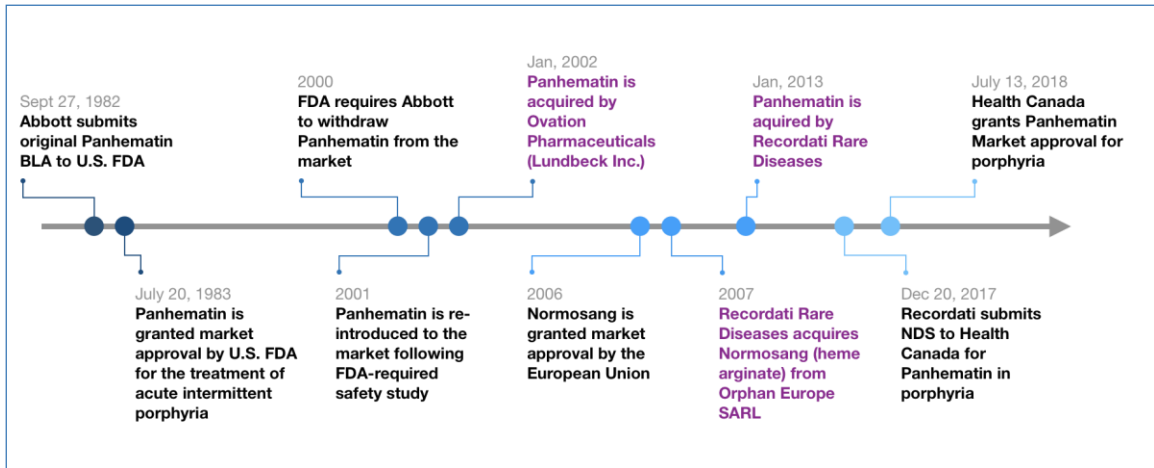 Sept 27, 1982
Abbott submits
original Panhematin
BLA to U.S. FDA
2000
FDA requires Abbott
to withdraw
Panhematin from the
market
Jan, 2002
Panhematin is
acquired by
Ovation
Pharmaceuticals
(Lundbeck Inc.)
Jan, 2013
Panhematin is
aquired by
Recordati Rare
Diseases
July 13, 2018
Health Canada
grants Panhematin
Market approval for
porphyria
July 20, 1983
Panhematin is
granted market
approval by U.S. FDA
for the treatment of
acute intermittent
porphyria
2001
Panhematin is re-
introduced to the
market following
FDA-required
safety study
2006
Normosang is
granted market
approval by the
European Union
2007
Recordati Rare
Diseases acquires
Normosang (heme
arginate) from
Orphan Europe
SARL
Dec 20, 2017
Recordati submits
NDS to Health
Canada for
Panhematin in
porphyria